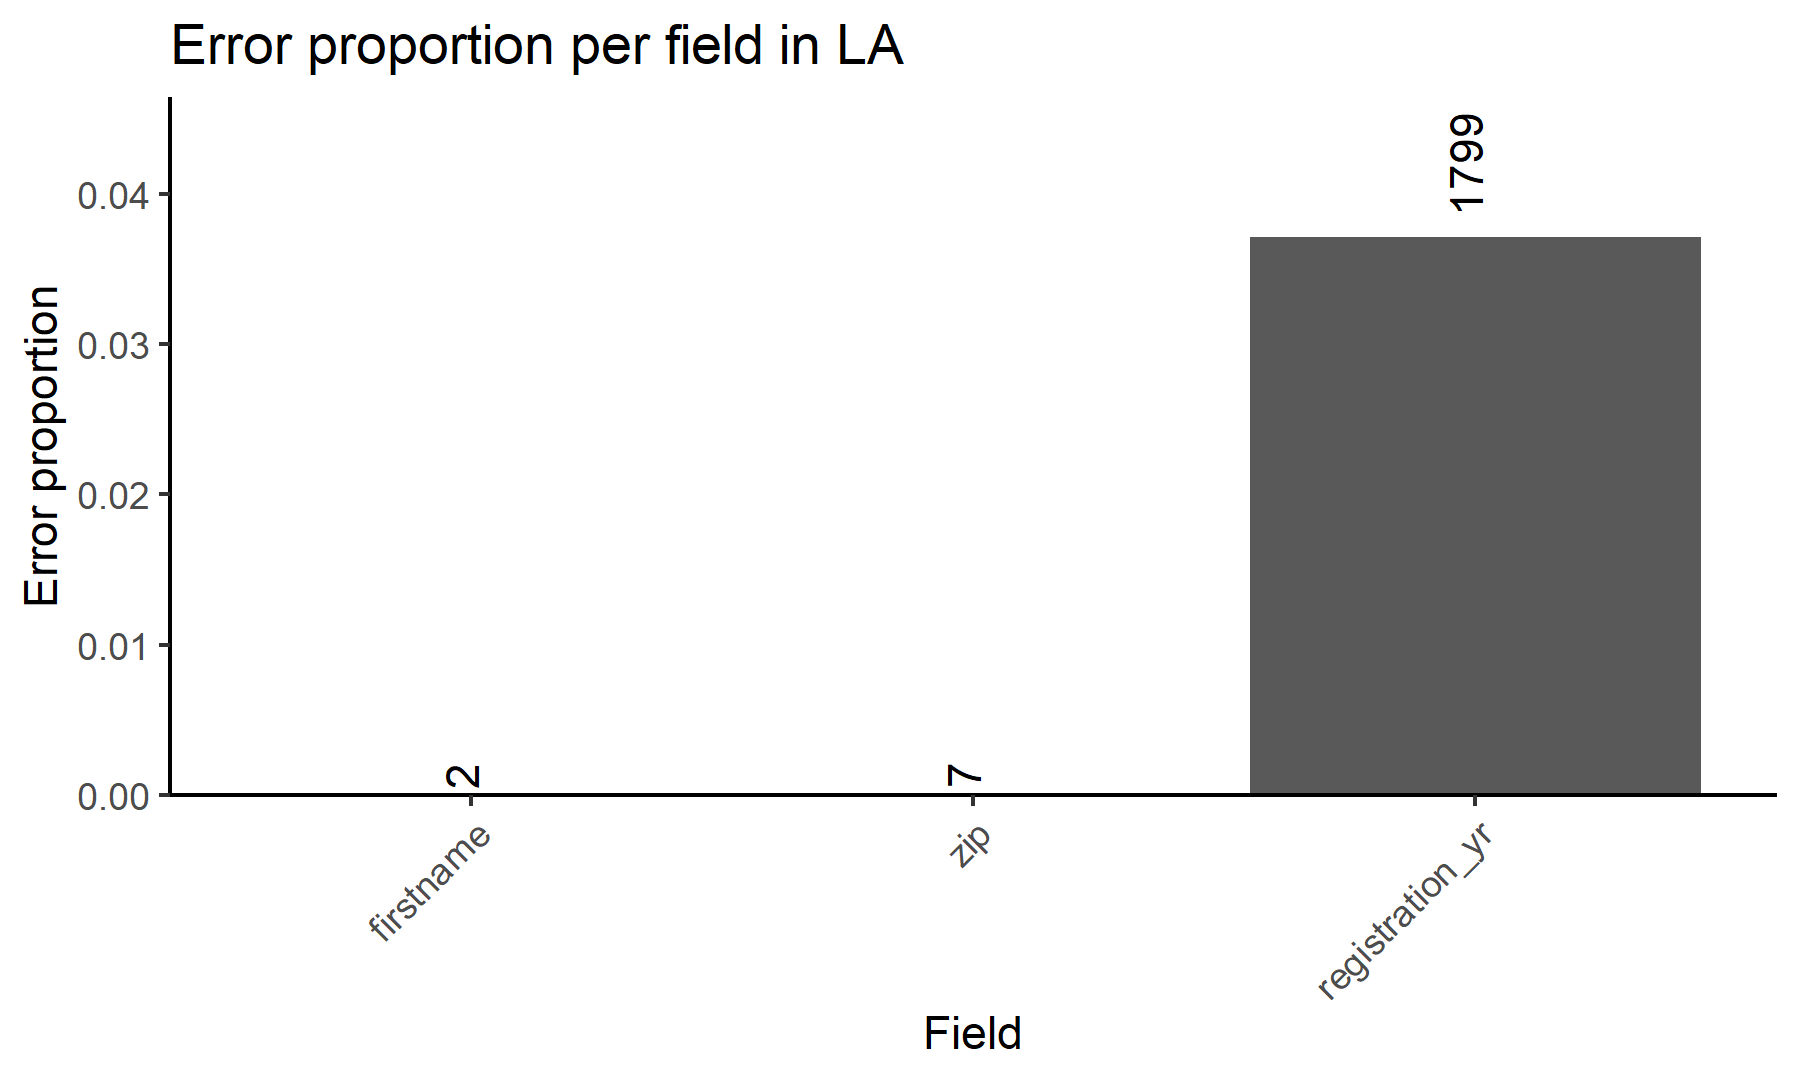 Error proportion per field in LA
Error proportion
0.04
0.03
0.02
0.01
0.00
2
7
1799
firstname
zip
registration_yr
Field